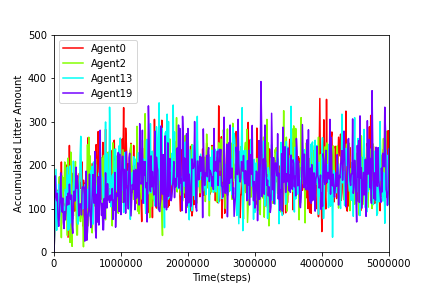 500
400
300
200
100
0
Accumulated Litter Amount
Agent0
Agent2
Agent13
Agent19
0 1000000 2000000 3000000 4000000 5000000
Time(steps)